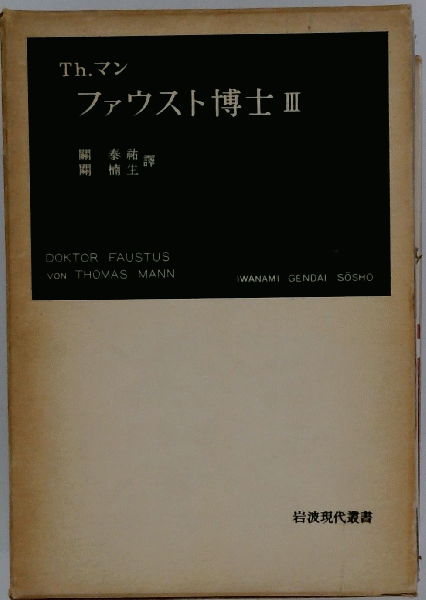 Th.マン
ファウスト博士 III
關 泰祐
關 楠生
譯
DOKTOR FAUSTUS
VON THOMAS MANN
IWANAMI GENDAI SŌSHO
岩波現代叢書